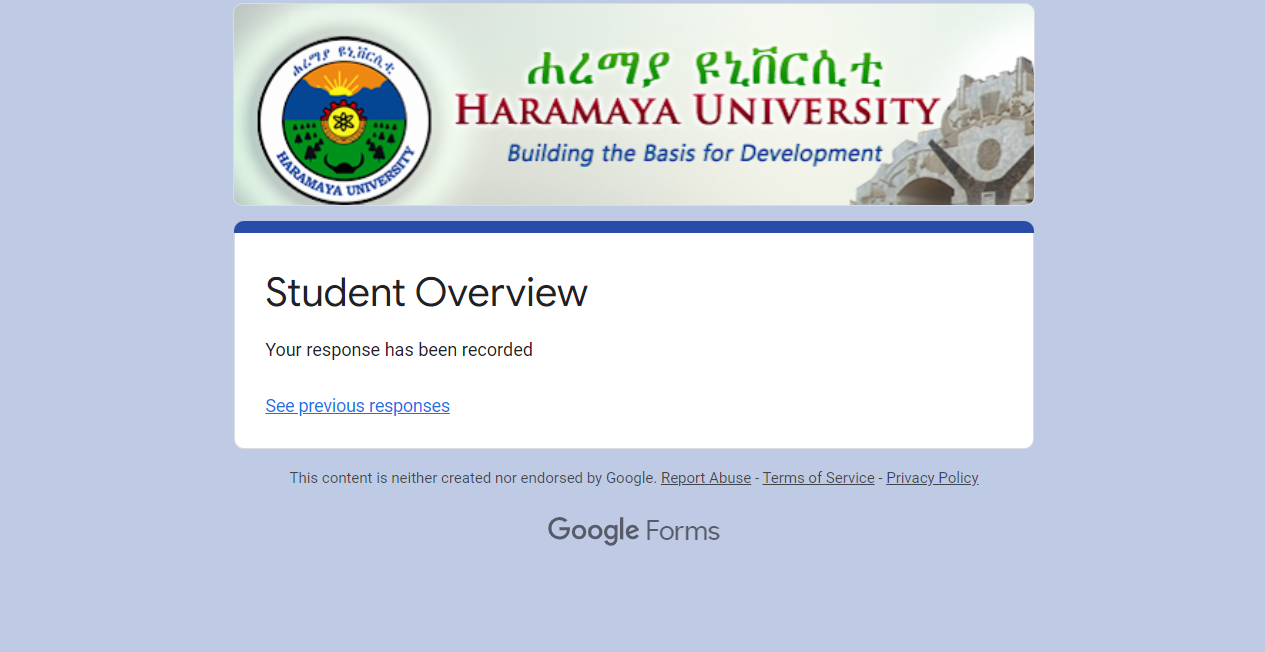 ሐረማያ ዩኒቨርሲቲ
HARAMAYA UNIVERSITY
ሐረማያ ዩኒቨርሲቲ
HARAMAYA UNIVERSITY
Building the Basis for Development
Student Overview
Your response has been recorded
See previous responses
This content is neither created nor endorsed by Google. Report Abuse - Terms of Service - Privacy Policy
Google Forms